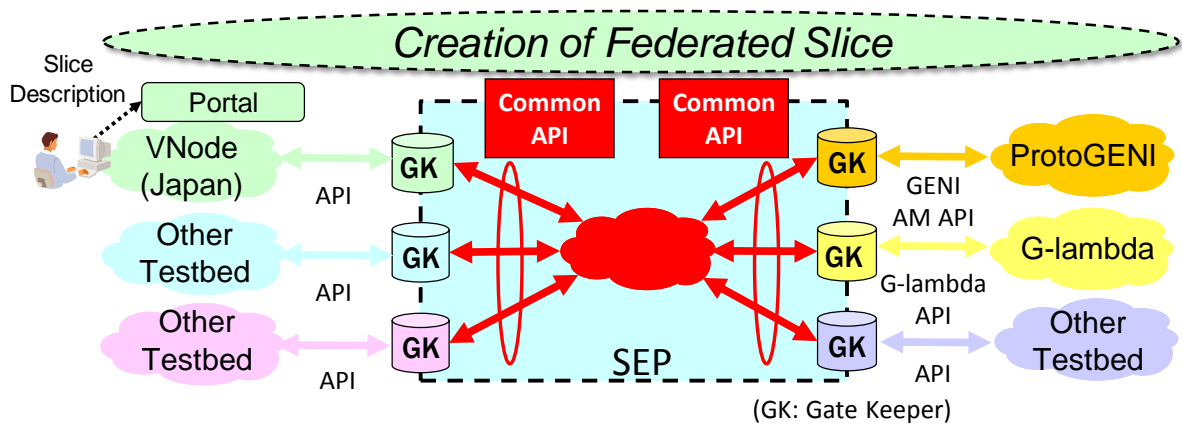 Creation of Federated Slice
Slice
Description
Portal
Common
API
Common
API
VNode
(Japan)
API
GK
GK
GENI
AM API
ProtoGENI
Other
Testbed
API
GK
GK
G-lambda
API
G-lambda
Other
Testbed
API
GK
SEP
GK
API
Other
Testbed
(GK: Gate Keeper)